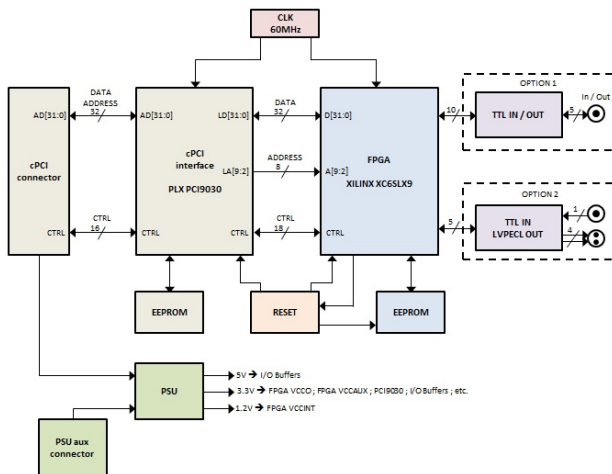 CLK
60MHz
OPTION 1
In / Out
DATA
ADDRESS
32
DATA
32
10
5
AD[31:0]
AD[31:0]
LD[31:0]
D[31:0]
TTL IN / OUT
cPCI
connector
cPCI
interface
PLX PCI9030
FPGA
XILINX XC6SLX9
ADDRESS
8
LA[9:2]
A[9:2]
OPTION 2
CTRL
16
CTRL
18
5
1
4
CTRL
CTRL
CTRL
CTRL
TTL IN
LVPECL OUT
EEPROM
RESET
EEPROM
PSU
5V ➔ I/O Buffers
3.3V ➔ FPGA VCCO ; FPGA VCCAUX ; PCI9030 ; I/O Buffers ; etc.
1.2V ➔ FPGA VCCINT
PSU aux
connector